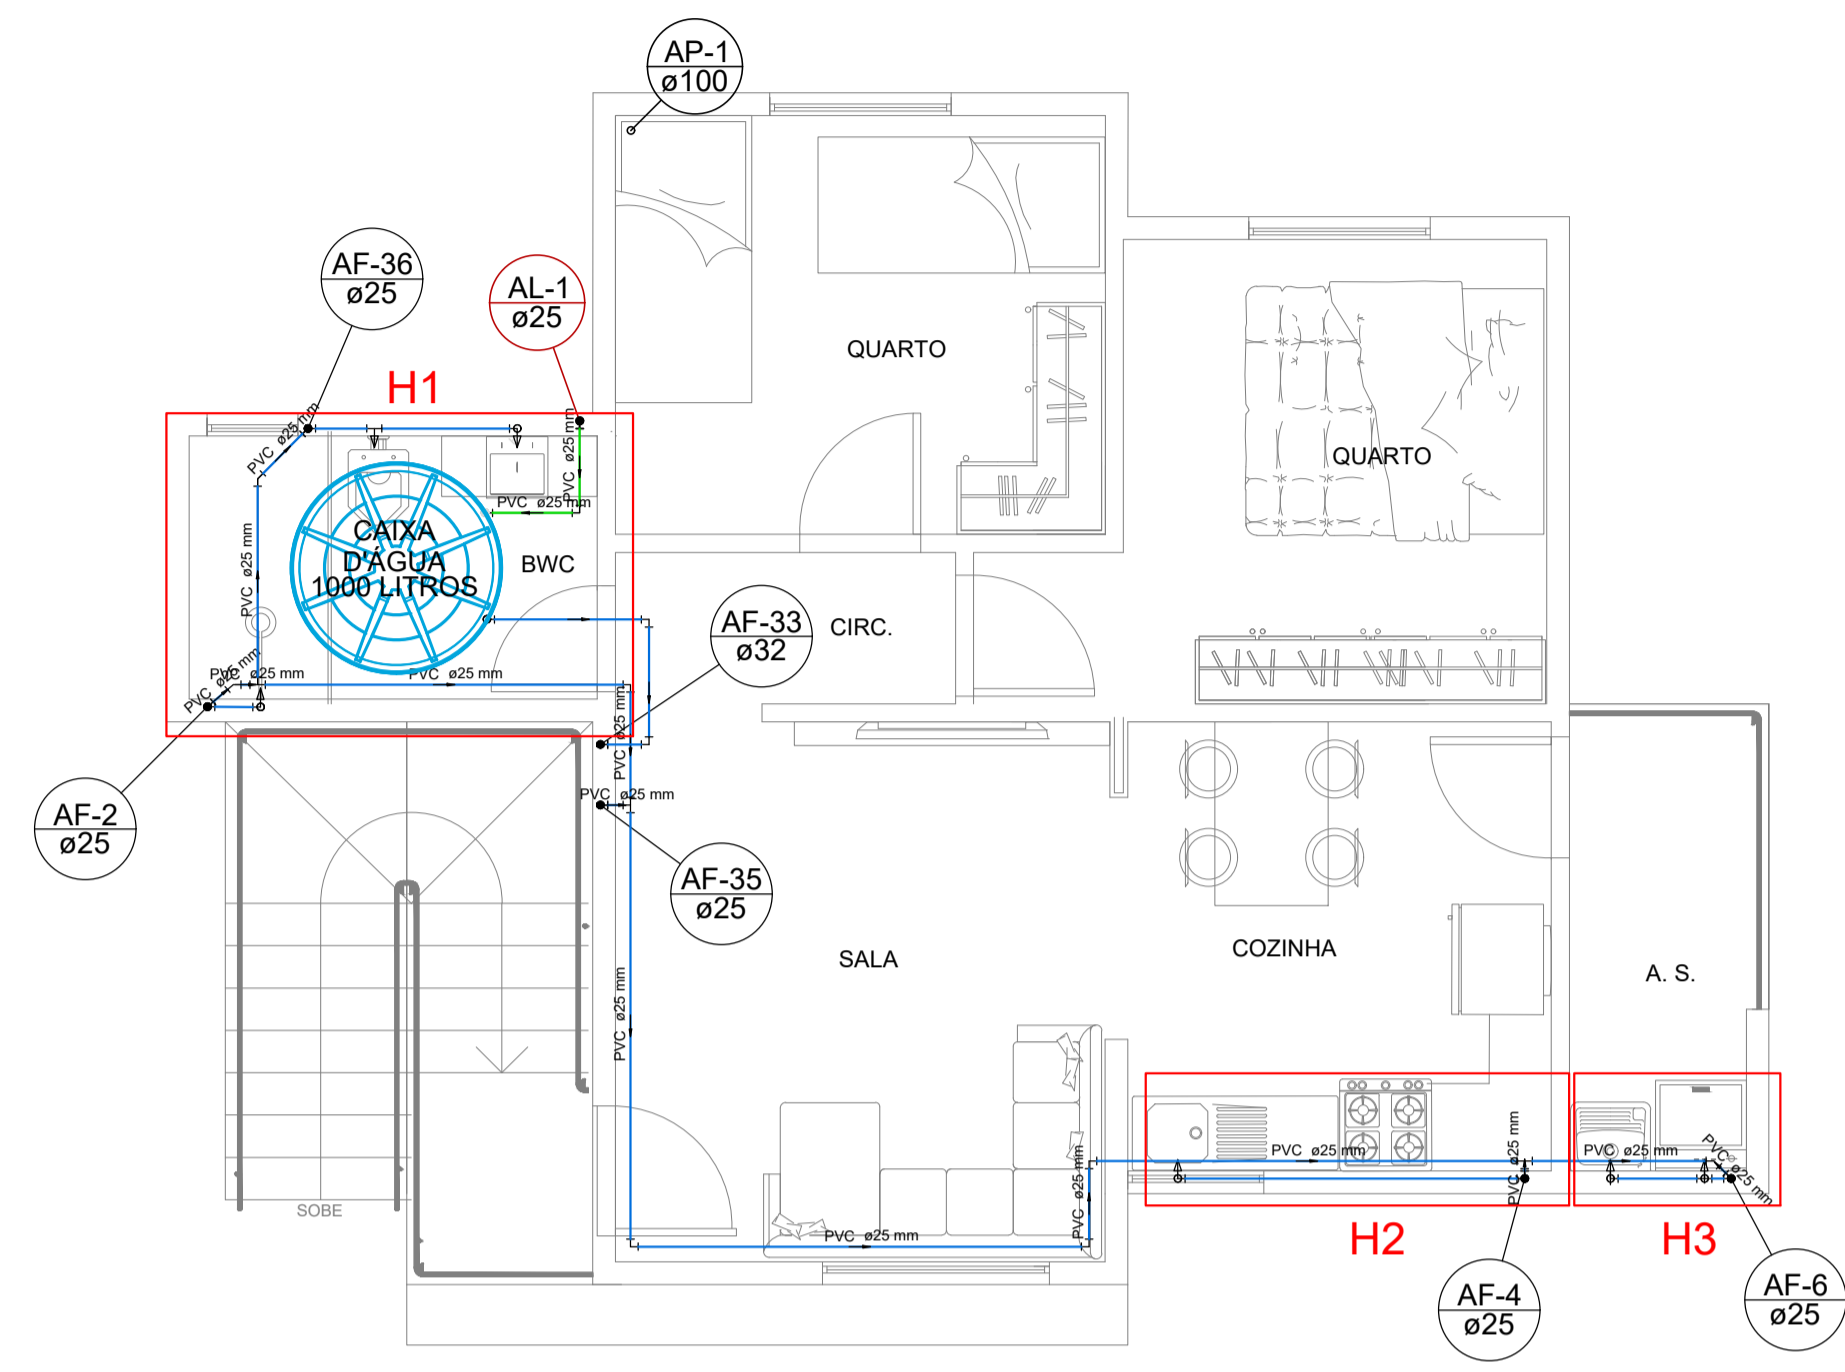 AP-1
ø100
AF-36
ø25
AL-1
ø25
H1
QUARTO
QUARTO
PVC ø25 mm
PVC ø25 mm
PVC ø25 mm
CAIXA
D'ÁGUA
1000 LITROS
BWC
PVC ø25 mm
AF-33
ø32
CIRC.
PVC ø25 mm
PVC ø25 mm
PVC ø25 mm
PVC ø25 mm
PVC ø25 mm
AF-2
ø25
AF-35
ø25
SALA
COZINHA
A. S.
PVC ø25 mm
PVC ø25 mm
PVC ø25 mm
PVC ø25 mm
PVC ø25 mm
PVC ø25 mm
SOBE
PVC ø25 mm
H2
H3
AF-4
ø25
AF-6
ø25